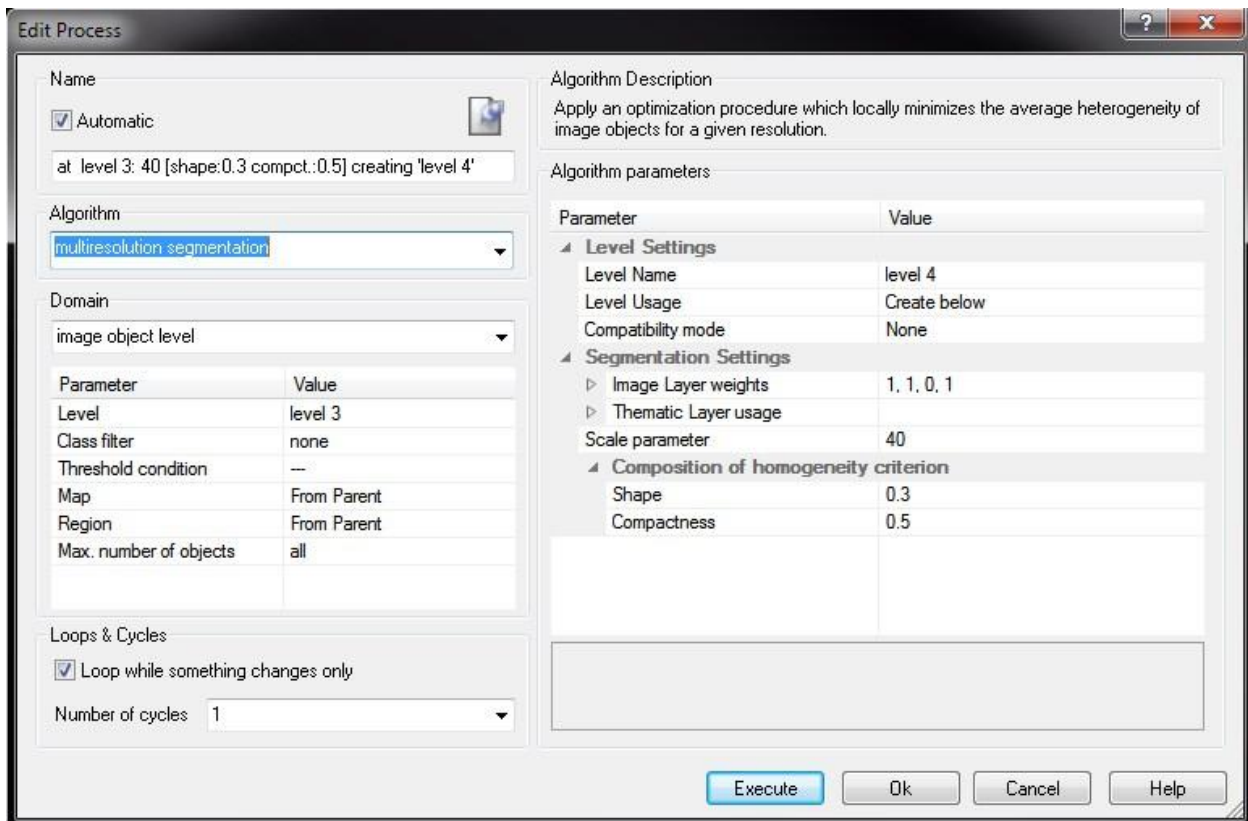 Edit Process
?
X
Name
Automatic
at level 3: 40 [shape:0.3 compct.:0.5] creating 'level 4'
Algorithm
multiresolution segmentation
Domain
image object level
Parameter Value
Level level 3
Class filter none
Threshold condition ---
Map From Parent
Region From Parent
Max. number of objects all
Loops & Cycles
Loop while something changes only
Number of cycles 1
Algorithm Description
Apply an optimization procedure which locally minimizes the average heterogeneity of
image objects for a given resolution.
Algorithm parameters
Parameter Value
Level Settings
Level Name level 4
Level Usage Create below
Compatibility mode None
Segmentation Settings
Image Layer weights 1, 1, 0, 1
Thematic Layer usage
Scale parameter 40
Composition of homogeneity criterion
Shape 0.3
Compactness 0.5
Execute Ok Cancel Help